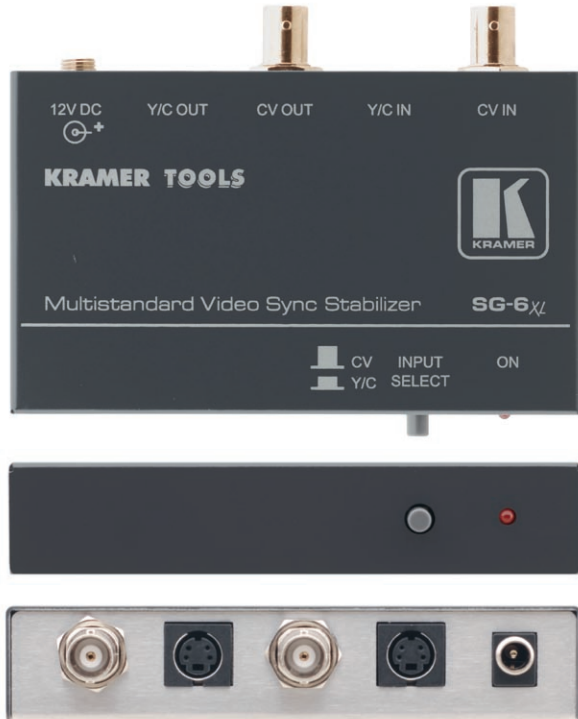 12V DC Y/C OUT CV OUT Y/C IN CV IN
+
KRAMER TOOLS
K
KRAMER
Multistandard Video Sync Stabilizer SG-6XL
CV INPUT ON
Y/C SELECT